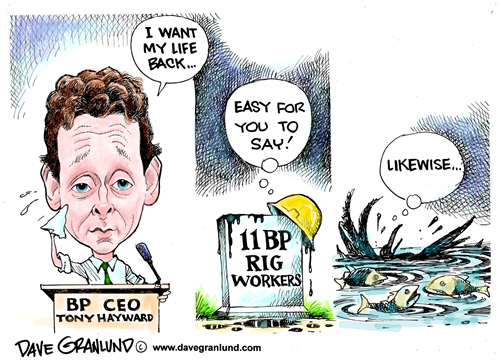 I WANT
MY LIFE
BACK...
EASY FOR
YOU TO
SAY!
LIKEWISE...
11 BP
RIG
WORKERS
BP CEO
TONY HAYWARD
DAVE GRANLUND © www.davegranlund.com